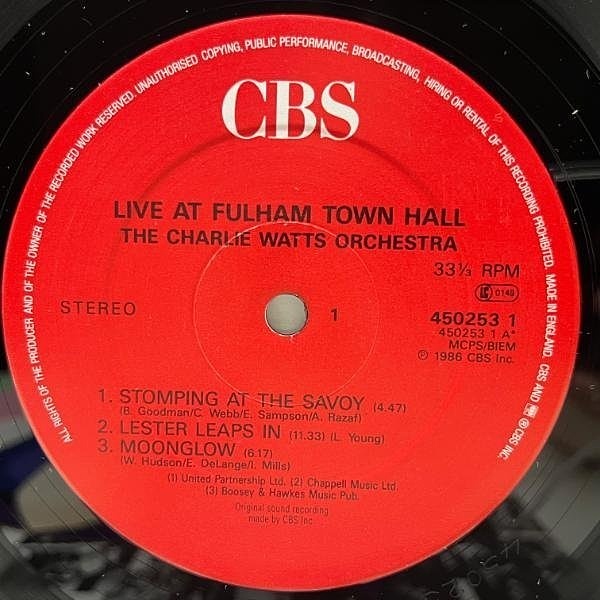 ALL RIGHTS OF THE PRODUCER AND OF THE OWNER OF THE RECORDED WORK RESERVED. UNAUTHORISED COPYING, PUBLIC PERFORMANCE, BROADCASTING, HIRING OR RENTAL OF THIS RECORDING PROHIBITED. MADE IN ENGLAND. CBS AND ® CBS INC.
CBS
LIVE AT FULHAM TOWN HALL
THE CHARLIE WATTS ORCHESTRA
33⅓ RPM
LC 0149
STEREO
1
450253 1
450253 1 A*
MCPS/BIEM
℗ 1986 CBS Inc.
1. STOMPING AT THE SAVOY (4.47)
(B. Goodman/C. Webb/E. Sampson/A. Razaf)
2. LESTER LEAPS IN (11.33) (L. Young)
3. MOONGLOW (6.17)
(W. Hudson/E. DeLange/I. Mills)
(1) United Partnership Ltd. (2) Chappell Music Ltd.
(3) Boosey & Hawkes Music Pub.
Original sound recording
made by CBS Inc.